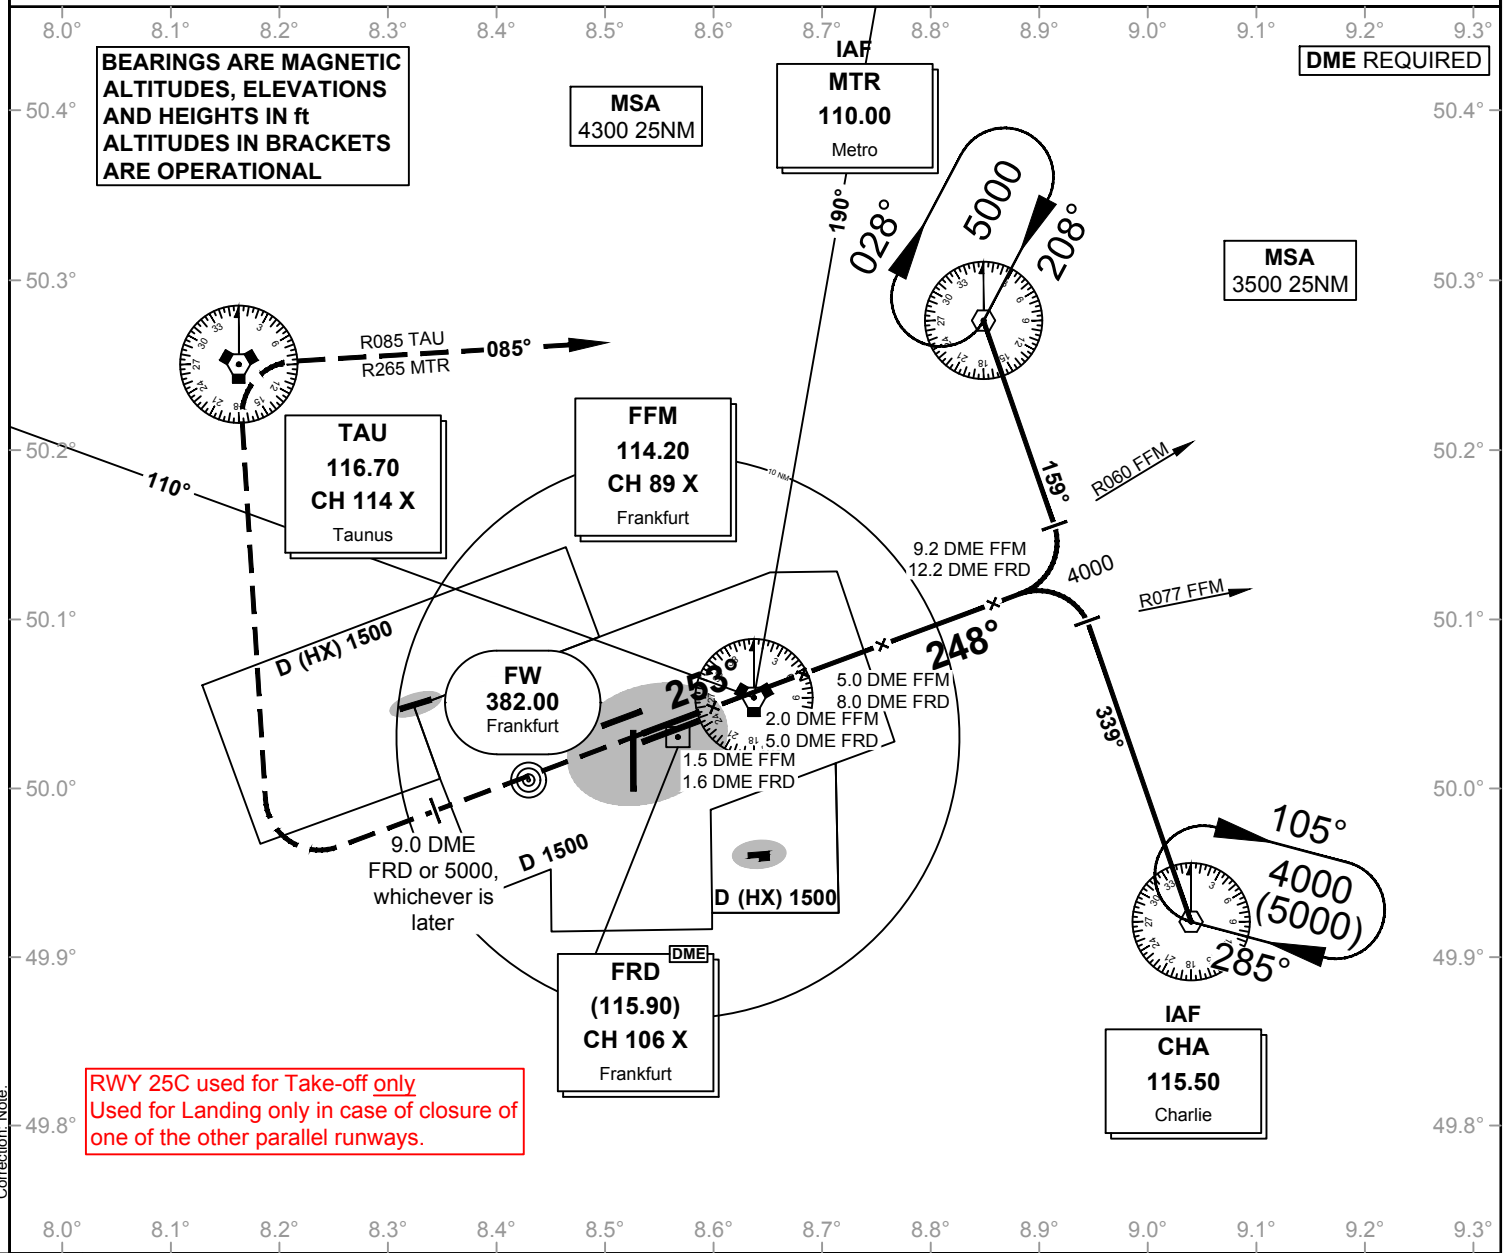 8.0° 8.1° 8.2° 8.3° 8.4° 8.5° 8.6° 8.7° 8.8° 8.9° 9.0° 9.1° 9.2° 9.3°
BEARINGS ARE MAGNETIC
ALTITUDES, ELEVATIONS
AND HEIGHTS IN ft
ALTITUDES IN BRACKETS
ARE OPERATIONAL
MSA
4300 25NM
IAF
MTR
110.00
Metro
DME REQUIRED
50.4° 50.4°
190°
028°
5000
208°
MSA
3500 25NM
50.3° 50.3°
R085 TAU
R265 MTR
085°
TAU
116.70
CH 114 X
Taunus
FFM
114.20
CH 89 X
Frankfurt
10 NM
50.2° 50.2°
110°
159°
R060 FFM
9.2 DME FFM
12.2 DME FRD
4000
R077 FFM
50.1° 50.1°
D (HX) 1500
248°
FW
382.00
Frankfurt
253°
5.0 DME FFM
8.0 DME FRD
2.0 DME FFM
5.0 DME FRD
1.5 DME FFM
1.6 DME FRD
339°
50.0° 50.0°
9.0 DME
FRD or 5000,
whichever is
later
D 1500
D (HX) 1500
105°
4000
(5000)
285°
49.9° 49.9°
DME
FRD
(115.90)
CH 106 X
Frankfurt
IAF
CHA
115.50
Charlie
RWY 25C used for Take-off only
Used for Landing only in case of closure of
one of the other parallel runways.
49.8° 49.8°
Correction: Note.
8.0° 8.1° 8.2° 8.3° 8.4° 8.5° 8.6° 8.7° 8.8° 8.9° 9.0° 9.1° 9.2° 9.3°